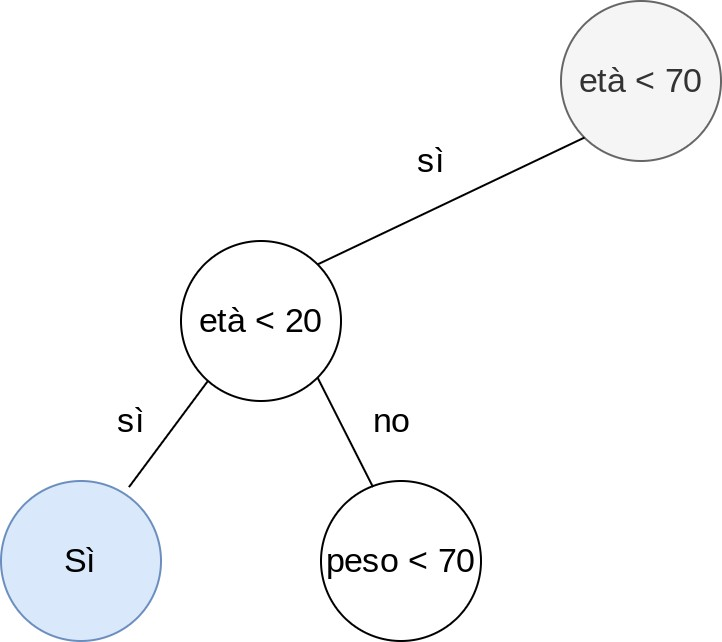 età < 70
sì
età < 20
sì
no
Sì
peso < 70